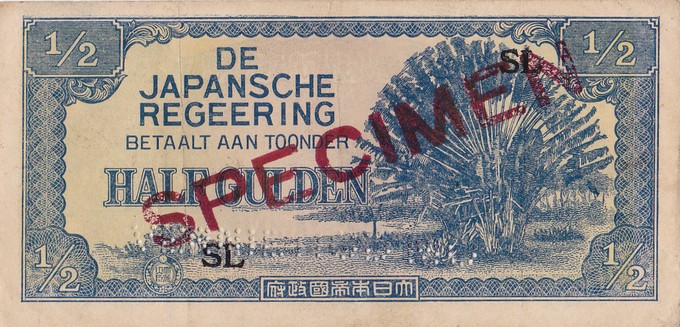 1/2
1/2
DE
JAPANSCHE
REGEERING
BETAALT AAN TOONDER
HALF GULDEN
SPECIMEN
SL
SL
1/2
1/2
大日本帝國政府